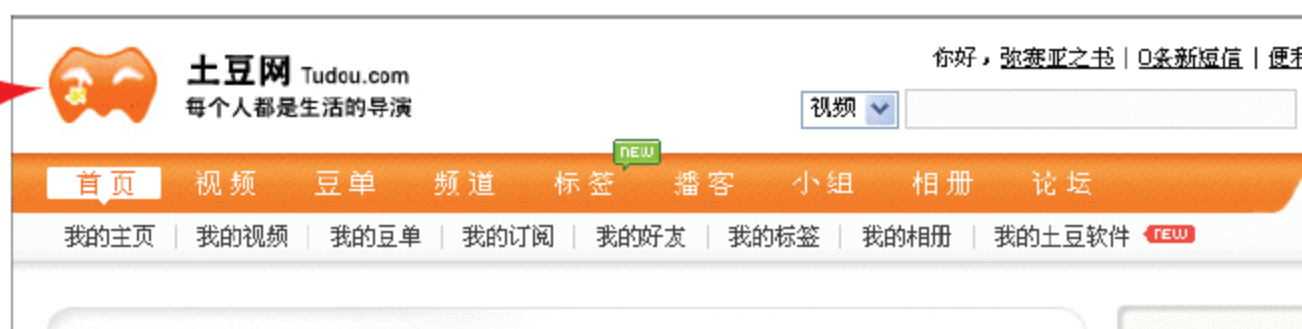 土豆网 Tudou.com
每个人都是生活的导演
你好，弥赛亚之书 | 0条新短信 | 便
视频
NEW
首页 视频 豆单 频道 标签 播客 小组 相册 论坛
我的主页 | 我的视频 | 我的豆单 | 我的订阅 | 我的好友 | 我的标签 | 我的相册 | 我的土豆软件 NEW